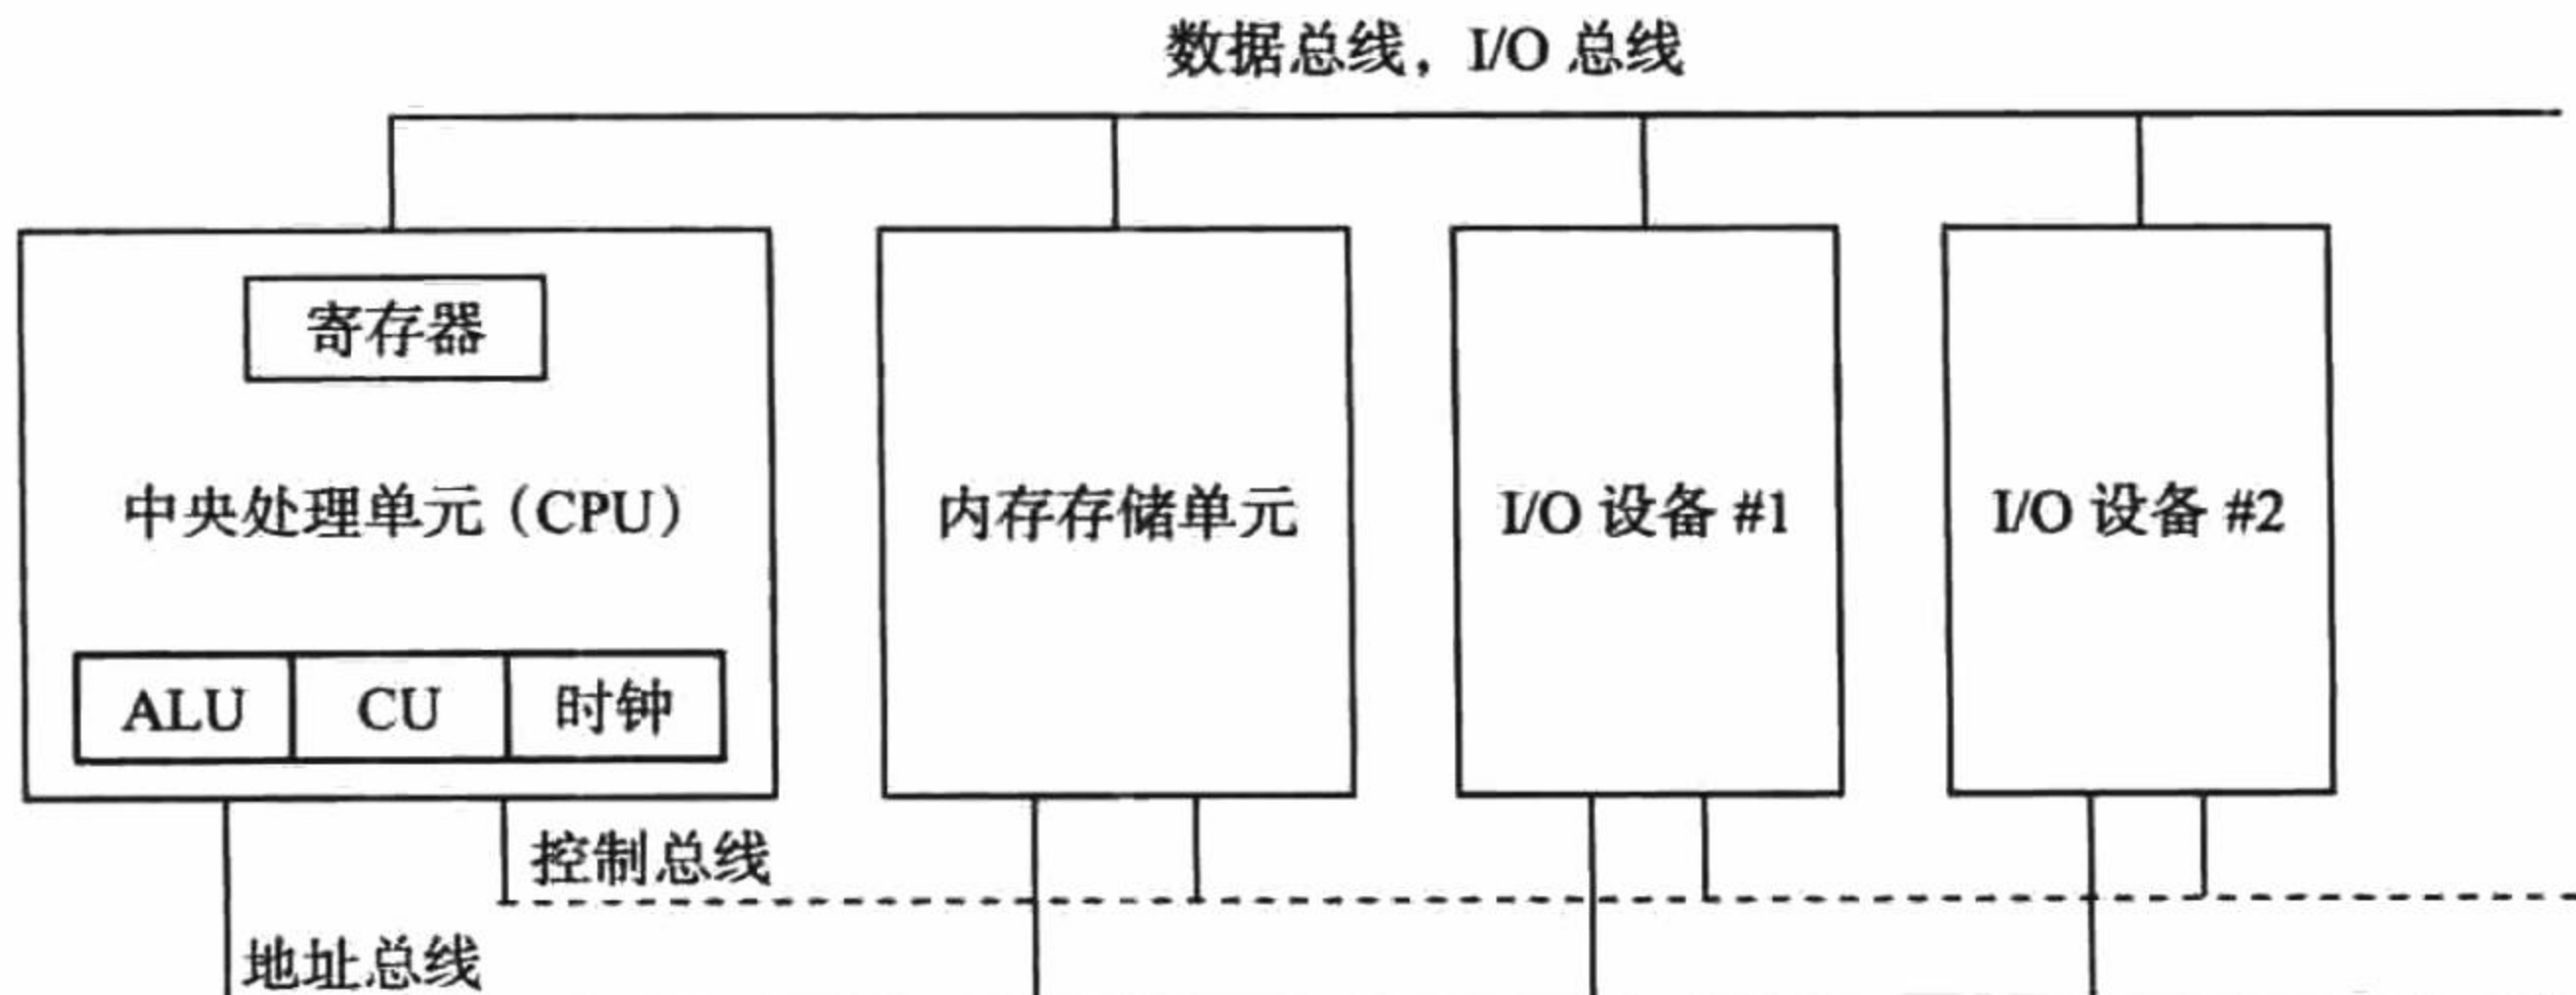 数据总线，I/O 总线
寄存器
中央处理单元（CPU）
内存存储单元
I/O 设备 #1
I/O 设备 #2
ALU
CU
时钟
控制总线
地址总线